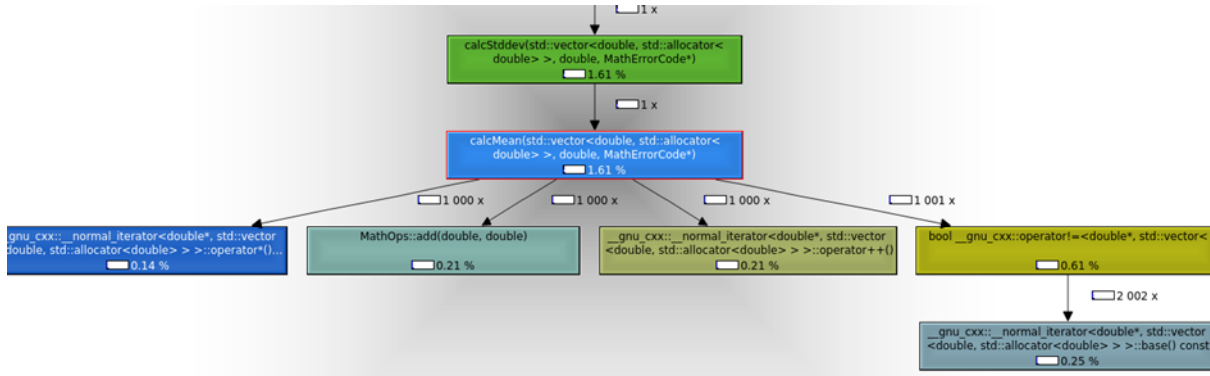 1 x
calcStddev(std::vector<double, std::allocator<
double> >, double, MathErrorCode*)
1.61 %
1 x
calcMean(std::vector<double, std::allocator<
double> >, double, MathErrorCode*)
1.61 %
1 000 x
1 000 x
1 000 x
1 001 x
_gnu_cxx::__normal_iterator<double*, std::vector
double, std::allocator<double> > >::operator*()...
0.14 %
MathOps::add(double, double)
0.21 %
__gnu_cxx::__normal_iterator<double*, std::vector
<double, std::allocator<double> > >::operator++()
0.21 %
bool __gnu_cxx::operator!=<double*, std::vector<
0.61 %
2 002 x
__gnu_cxx::__normal_iterator<double*, std::vector
<double, std::allocator<double> > >::base() const
0.25 %